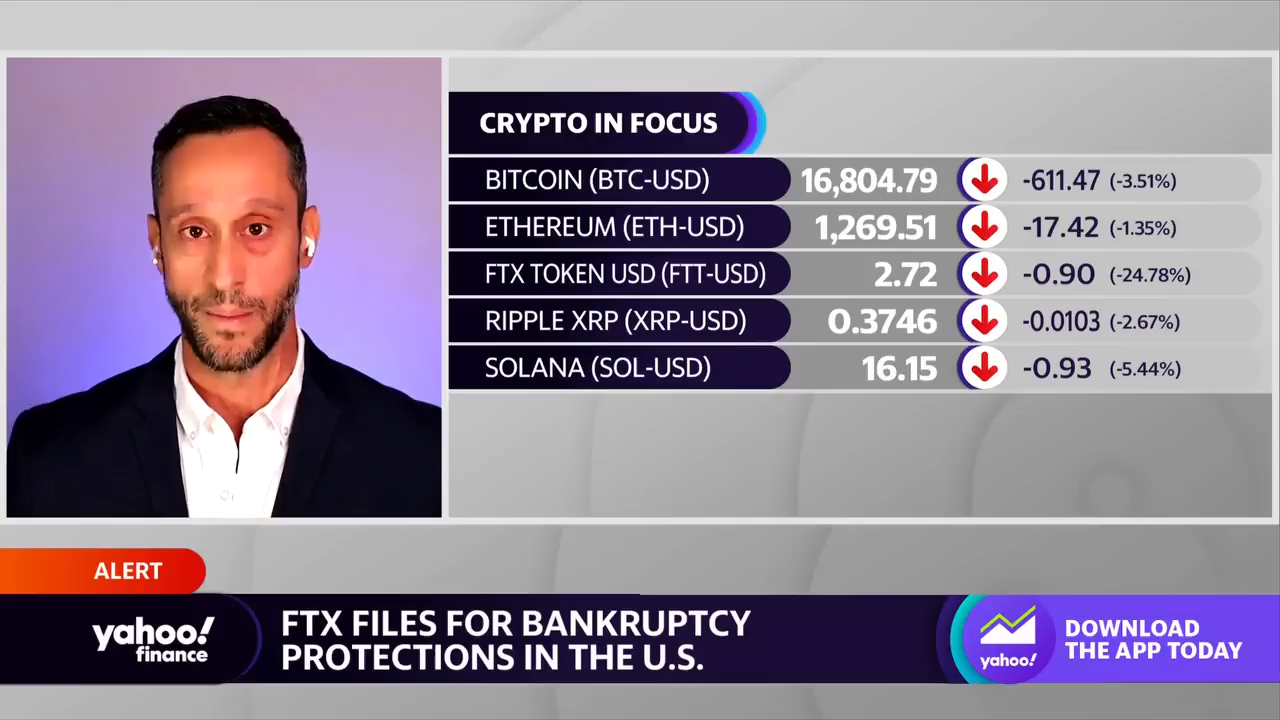 CRYPTO IN FOCUS
BITCOIN (BTC-USD) 16,804.79 -611.47 (-3.51%)
ETHEREUM (ETH-USD) 1,269.51 -17.42 (-1.35%)
FTX TOKEN USD (FTT-USD) 2.72 -0.90 (-24.78%)
RIPPLE XRP (XRP-USD) 0.3746 -0.0103 (-2.67%)
SOLANA (SOL-USD) 16.15 -0.93 (-5.44%)
ALERT
yahoo!
finance
FTX FILES FOR BANKRUPTCY
PROTECTIONS IN THE U.S.
yahoo!
DOWNLOAD
THE APP TODAY